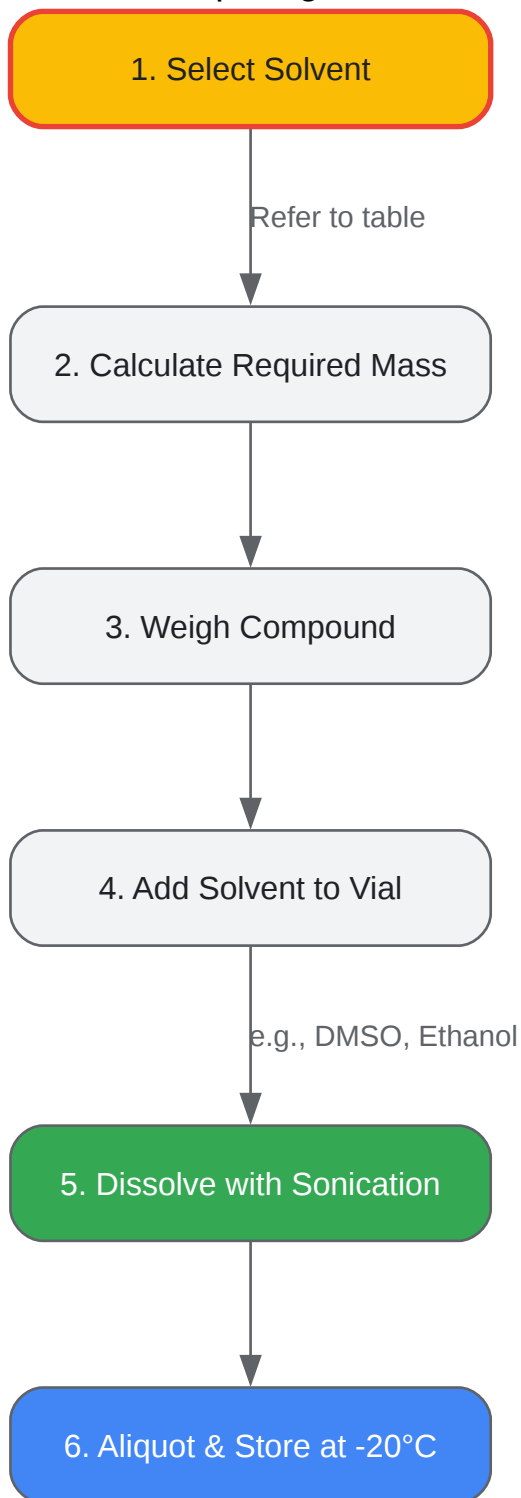 1. Select Solvent
Refer to table
2. Calculate Required Mass
3. Weigh Compound
4. Add Solvent to Vial
e.g., DMSO, Ethanol
5. Dissolve with Sonication
6. Aliquot & Store at -20°C